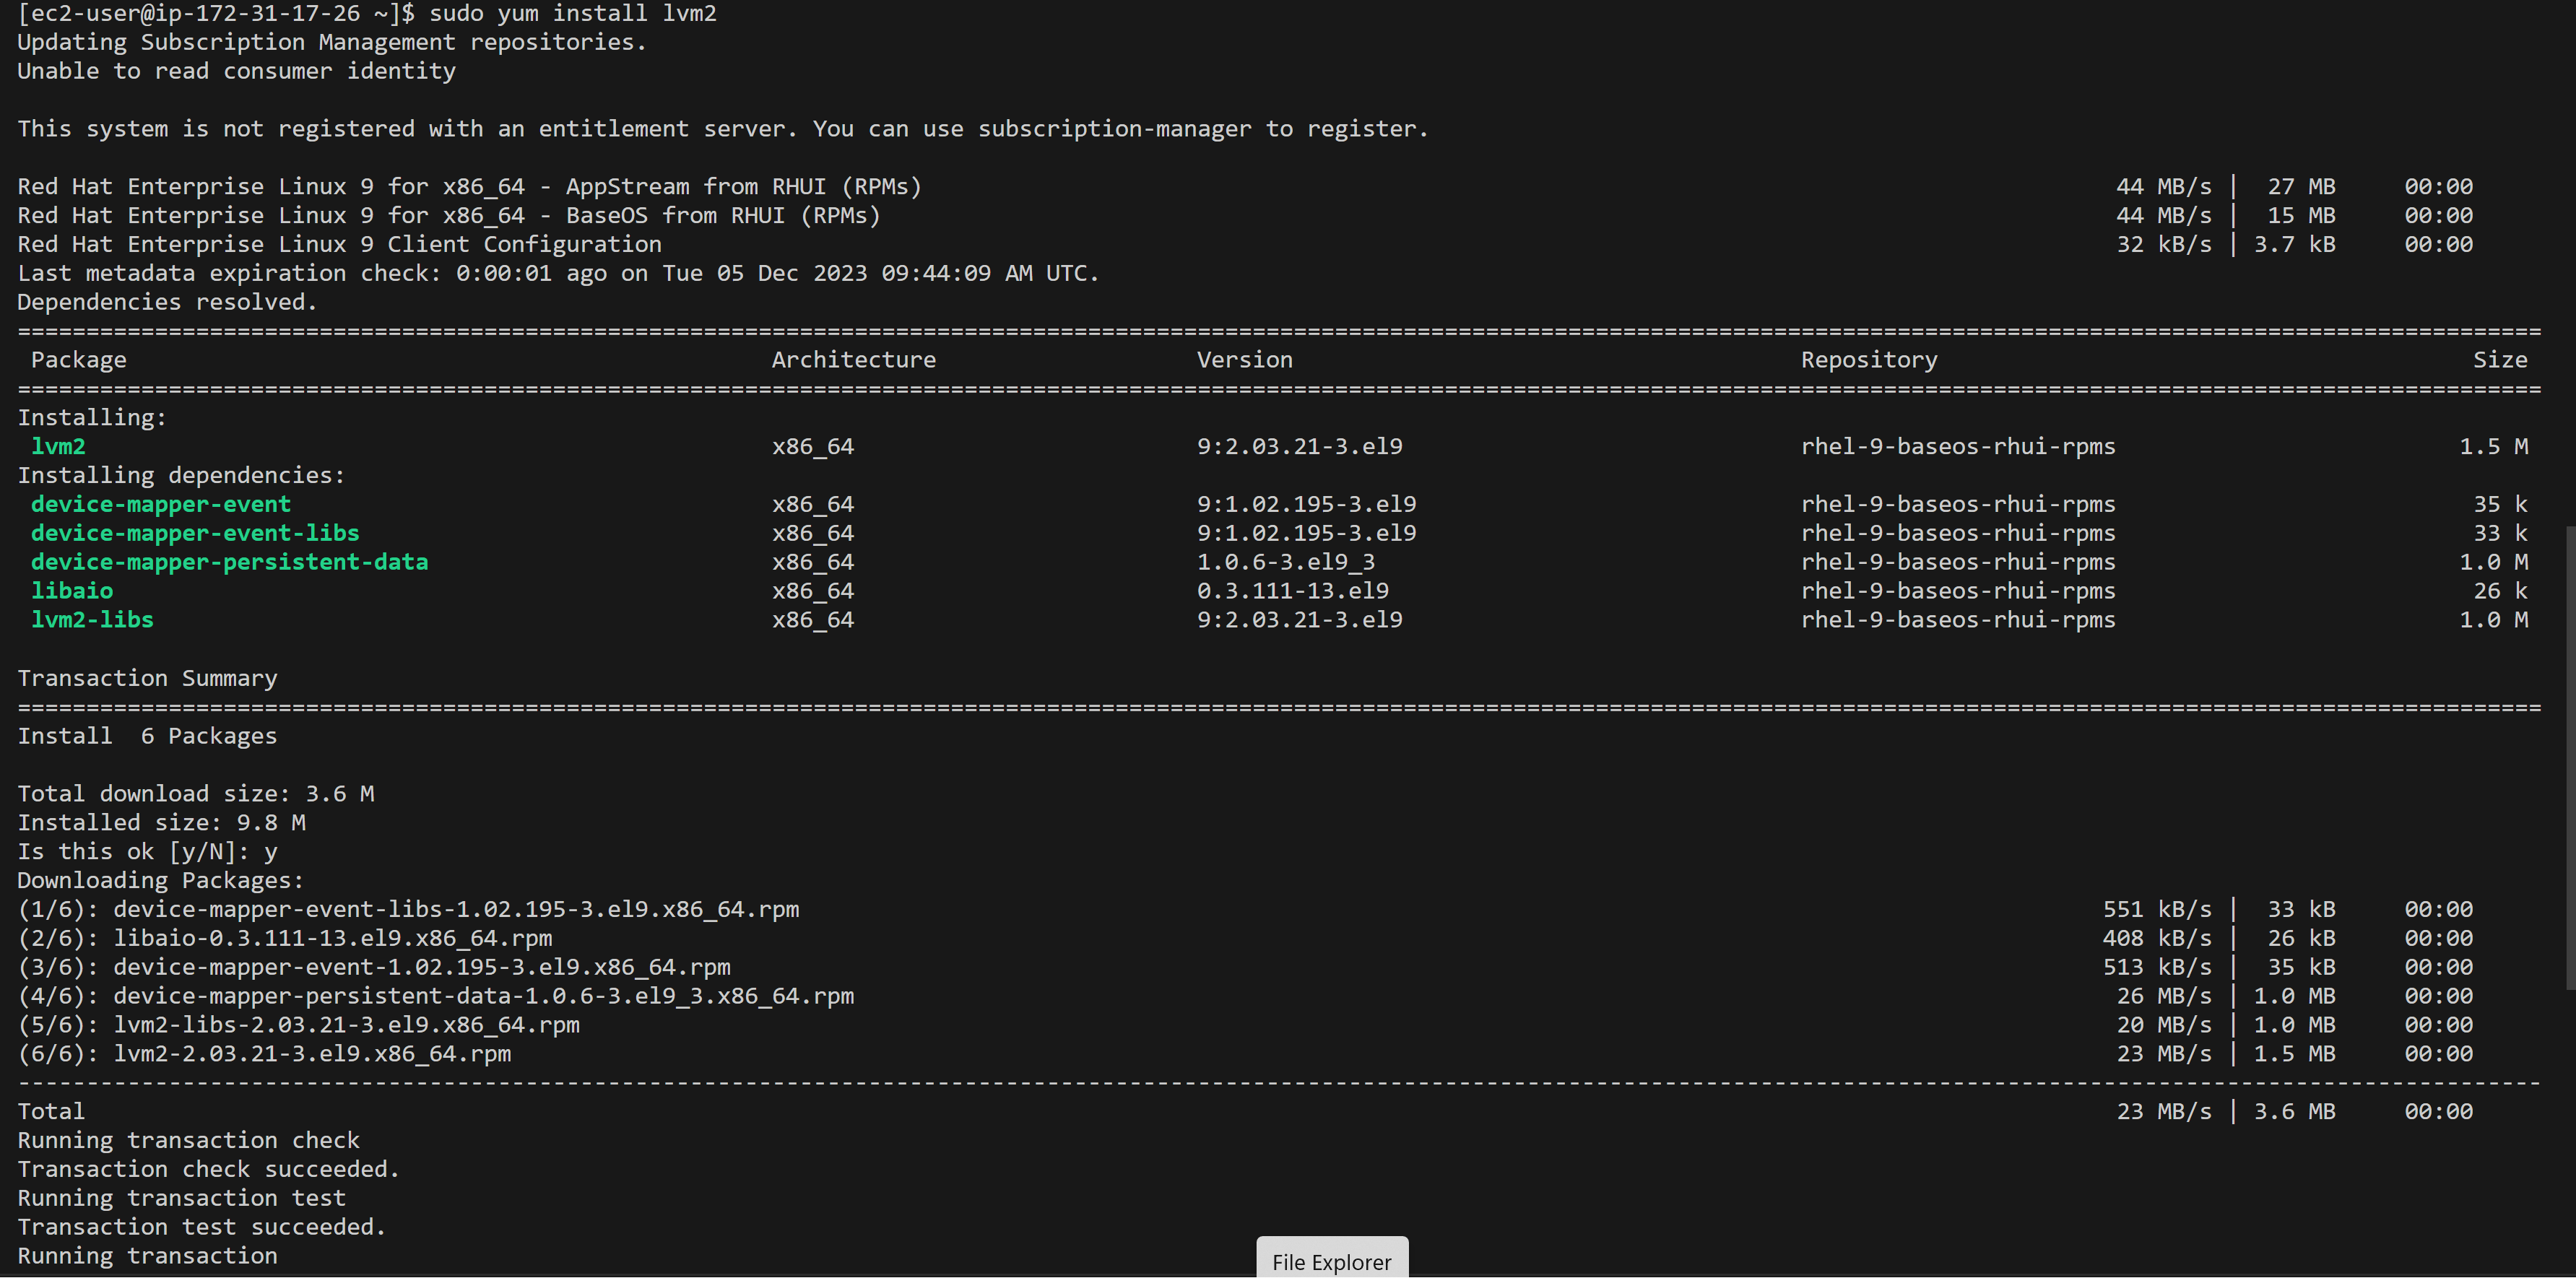 [ec2-user@ip-172-31-17-26 ~]$ sudo yum install lvm2
Updating Subscription Management repositories.
Unable to read consumer identity
This system is not registered with an entitlement server. You can use subscription-manager to register.
Red Hat Enterprise Linux 9 for x86_64 - AppStream from RHUI (RPMs) 44 MB/s | 27 MB 00:00
Red Hat Enterprise Linux 9 for x86_64 - BaseOS from RHUI (RPMs) 44 MB/s | 15 MB 00:00
Red Hat Enterprise Linux 9 Client Configuration 32 kB/s | 3.7 kB 00:00
Last metadata expiration check: 0:00:01 ago on Tue 05 Dec 2023 09:44:09 AM UTC.
Dependencies resolved.
Package Architecture Version Repository Size
Installing:
lvm2 x86_64 9:2.03.21-3.el9 rhel-9-baseos-rhui-rpms 1.5 M
Installing dependencies:
device-mapper-event x86_64 9:1.02.195-3.el9 rhel-9-baseos-rhui-rpms 35 k
device-mapper-event-libs x86_64 9:1.02.195-3.el9 rhel-9-baseos-rhui-rpms 33 k
device-mapper-persistent-data x86_64 1.0.6-3.el9_3 rhel-9-baseos-rhui-rpms 1.0 M
libaio x86_64 0.3.111-13.el9 rhel-9-baseos-rhui-rpms 26 k
lvm2-libs x86_64 9:2.03.21-3.el9 rhel-9-baseos-rhui-rpms 1.0 M
Transaction Summary
Install 6 Packages
Total download size: 3.6 M
Installed size: 9.8 M
Is this ok [y/N]: y
Downloading Packages:
(1/6): device-mapper-event-libs-1.02.195-3.el9.x86_64.rpm 551 kB/s | 33 kB 00:00
(2/6): libaio-0.3.111-13.el9.x86_64.rpm 408 kB/s | 26 kB 00:00
(3/6): device-mapper-event-1.02.195-3.el9.x86_64.rpm 513 kB/s | 35 kB 00:00
(4/6): device-mapper-persistent-data-1.0.6-3.el9_3.x86_64.rpm 26 MB/s | 1.0 MB 00:00
(5/6): lvm2-libs-2.03.21-3.el9.x86_64.rpm 20 MB/s | 1.0 MB 00:00
(6/6): lvm2-2.03.21-3.el9.x86_64.rpm 23 MB/s | 1.5 MB 00:00
Total 23 MB/s | 3.6 MB 00:00
Running transaction check
Transaction check succeeded.
Running transaction test
Transaction test succeeded.
Running transaction
File Explorer